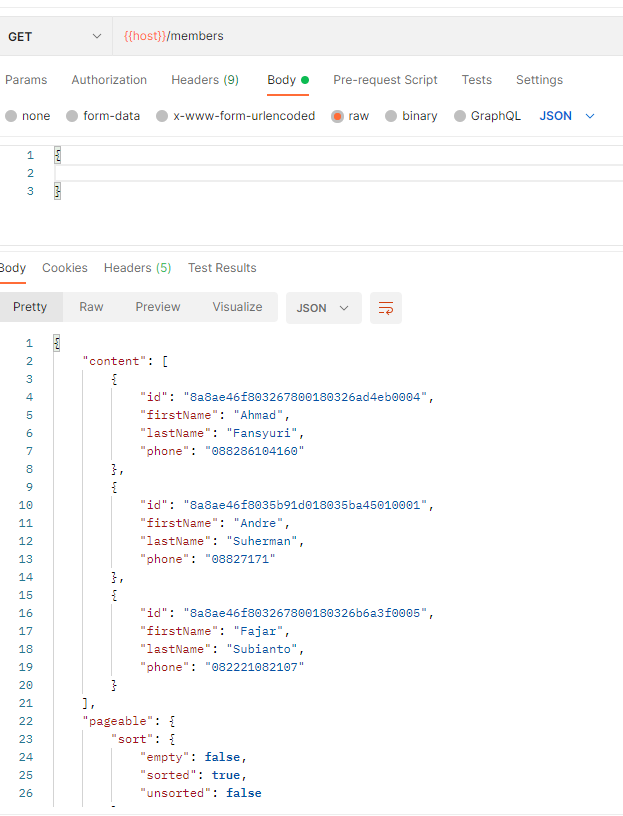 GET {{host}}/members
Params Authorization Headers (9) Body Pre-request Script Tests Settings
none form-data x-www-form-urlencoded raw binary GraphQL JSON
1 {
2
3 }
Body Cookies Headers (5) Test Results
Pretty Raw Preview Visualize JSON
1 {
2 "content": [
3 {
4 "id": "8a8ae46f803267800180326ad4eb0004",
5 "firstName": "Ahmad",
6 "lastName": "Fansyuri",
7 "phone": "088286104160"
8 },
9 {
10 "id": "8a8ae46f8035b91d018035ba45010001",
11 "firstName": "Andre",
12 "lastName": "Suherman",
13 "phone": "08827171"
14 },
15 {
16 "id": "8a8ae46f803267800180326b6a3f0005",
17 "firstName": "Fajar",
18 "lastName": "Subianto",
19 "phone": "082221082107"
20 }
21 ],
22 "pageable": {
23 "sort": {
24 "empty": false,
25 "sorted": true,
26 "unsorted": false